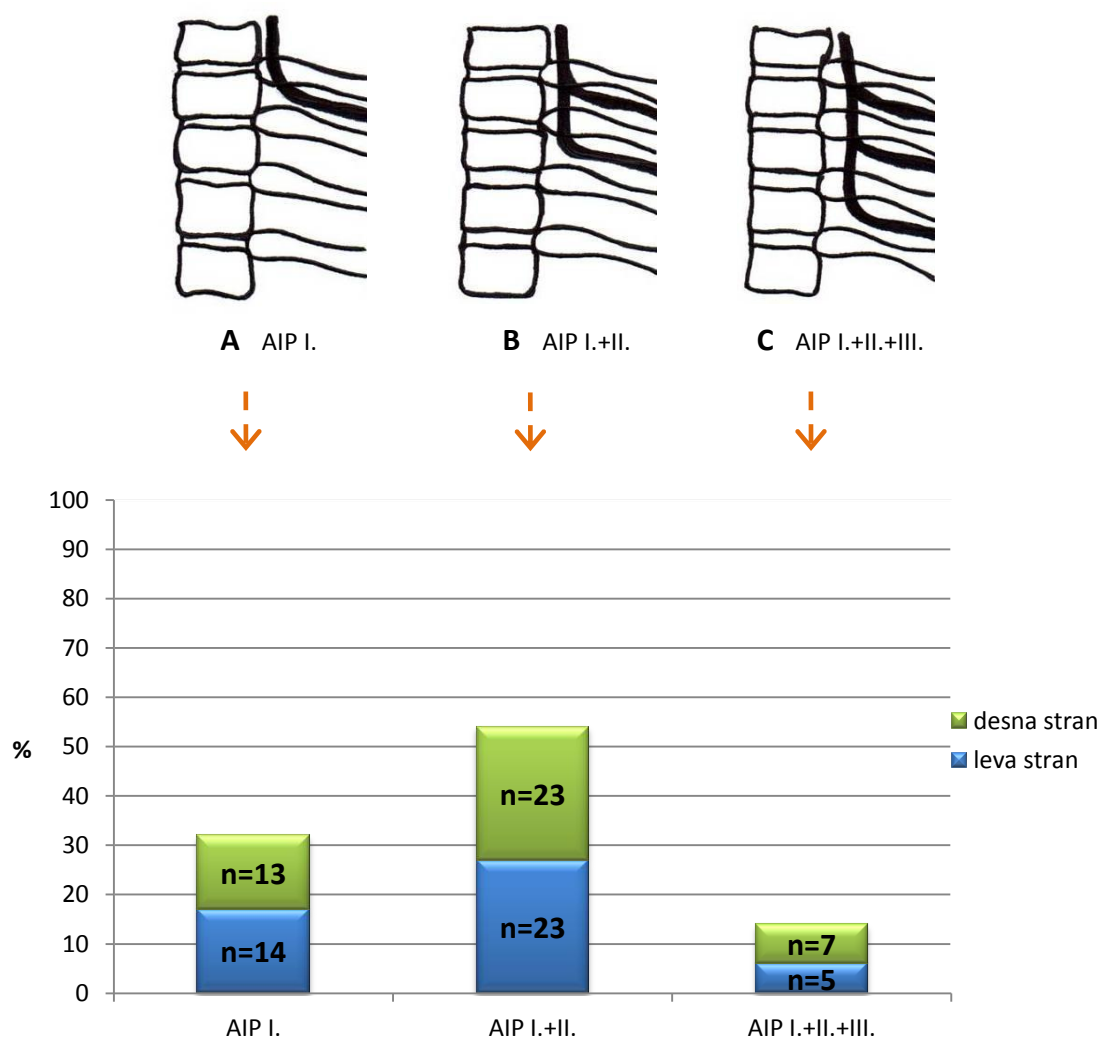 A AIP I.
B AIP I.+II.
C AIP I.+II.+III.
100
90
80
70
60
50
40
30
20
10
0
%
n=13
n=14
n=23
n=23
n=7
n=5
desna stran
leva stran
AIP I.
AIP I.+II.
AIP I.+II.+III.